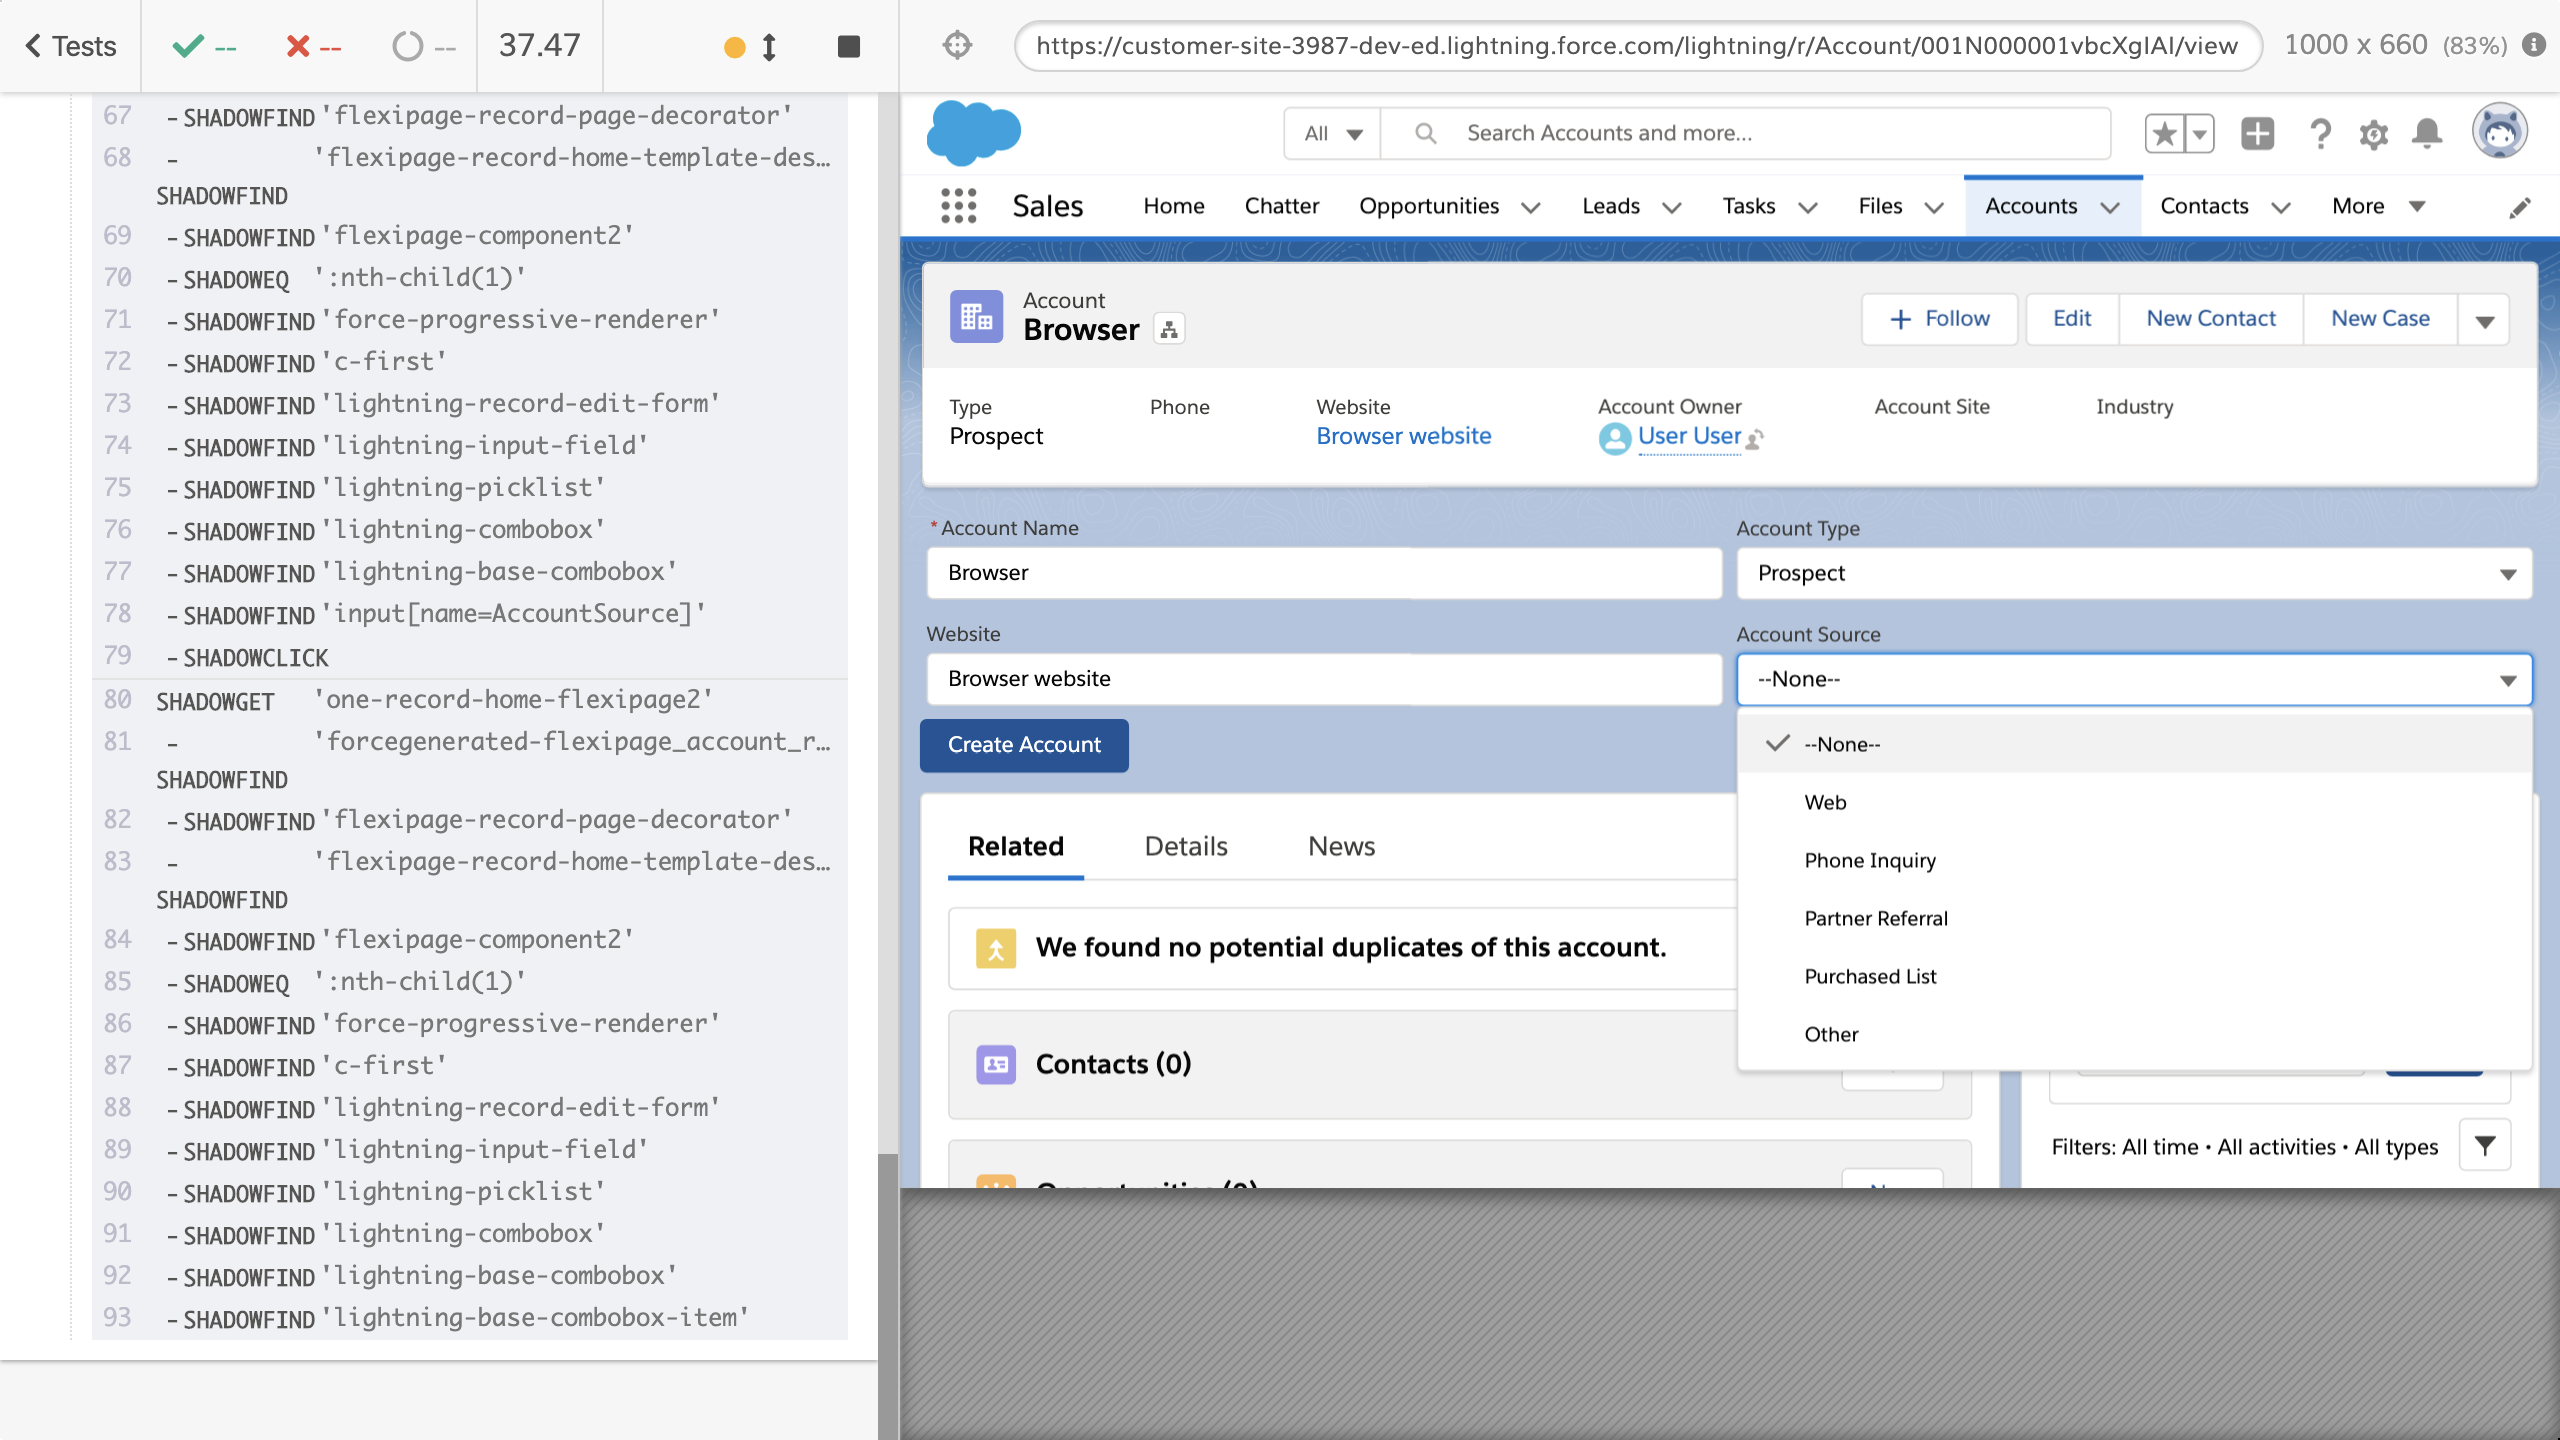 Tests
--
--
--
37.47
https://customer-site-3987-dev-ed.lightning.force.com/lightning/r/Account/001N000001vbcXgIAI/view
1000 x 660 (83%)
67 -SHADOWFIND 'flexipage-record-page-decorator'
68 - 'flexipage-record-home-template-des…
SHADOWFIND
69 -SHADOWFIND 'flexipage-component2'
70 -SHADOWEQ ':nth-child(1)'
71 -SHADOWFIND 'force-progressive-renderer'
72 -SHADOWFIND 'c-first'
73 -SHADOWFIND 'lightning-record-edit-form'
74 -SHADOWFIND 'lightning-input-field'
75 -SHADOWFIND 'lightning-picklist'
76 -SHADOWFIND 'lightning-combobox'
77 -SHADOWFIND 'lightning-base-combobox'
78 -SHADOWFIND 'input[name=AccountSource]'
79 -SHADOWCLICK
80 SHADOWGET 'one-record-home-flexipage2'
81 - 'forcegenerated-flexipage_account_r…
SHADOWFIND
82 -SHADOWFIND 'flexipage-record-page-decorator'
83 - 'flexipage-record-home-template-des…
SHADOWFIND
84 -SHADOWFIND 'flexipage-component2'
85 -SHADOWEQ ':nth-child(1)'
86 -SHADOWFIND 'force-progressive-renderer'
87 -SHADOWFIND 'c-first'
88 -SHADOWFIND 'lightning-record-edit-form'
89 -SHADOWFIND 'lightning-input-field'
90 -SHADOWFIND 'lightning-picklist'
91 -SHADOWFIND 'lightning-combobox'
92 -SHADOWFIND 'lightning-base-combobox'
93 -SHADOWFIND 'lightning-base-combobox-item'
All
Search Accounts and more...
Sales
Home
Chatter
Opportunities
Leads
Tasks
Files
Accounts
Contacts
More
Account
Browser
Follow
Edit
New Contact
New Case
Type
Prospect
Phone
Website
Browser website
Account Owner
User User
Account Site
Industry
*Account Name
Browser
Account Type
Prospect
Website
Browser website
Account Source
--None--
Create Account
--None--
Web
Phone Inquiry
Partner Referral
Purchased List
Other
Related
Details
News
We found no potential duplicates of this account.
Contacts (0)
Opportunities (0)
Filters: All time • All activities • All types